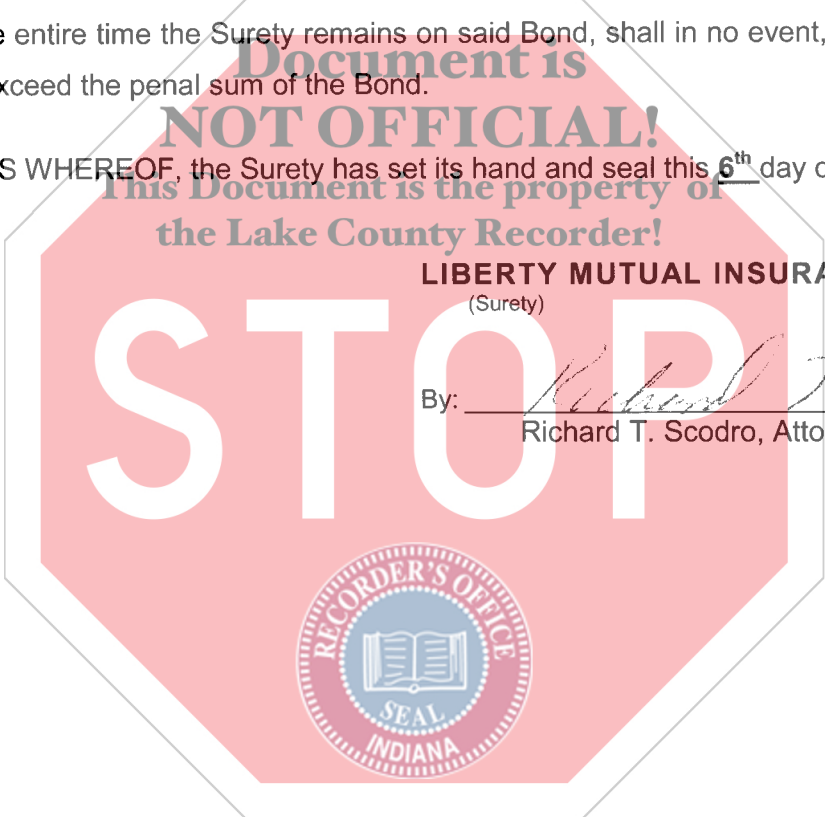 e entire time the Surety remains on said Bond, shall in no event,
Document is
xceed the penal sum of the Bond.
NOT OFFICIAL!
S WHEREOF, the Surety has set its hand and seal this 6th day o
This Document is the property of
the Lake County Recorder!
LIBERTY MUTUAL INSURA
(Surety)
STOP
By: Richard
Richard T. Scodro, Atto
RECORDER'S OFFICE
SEAL
INDIANA